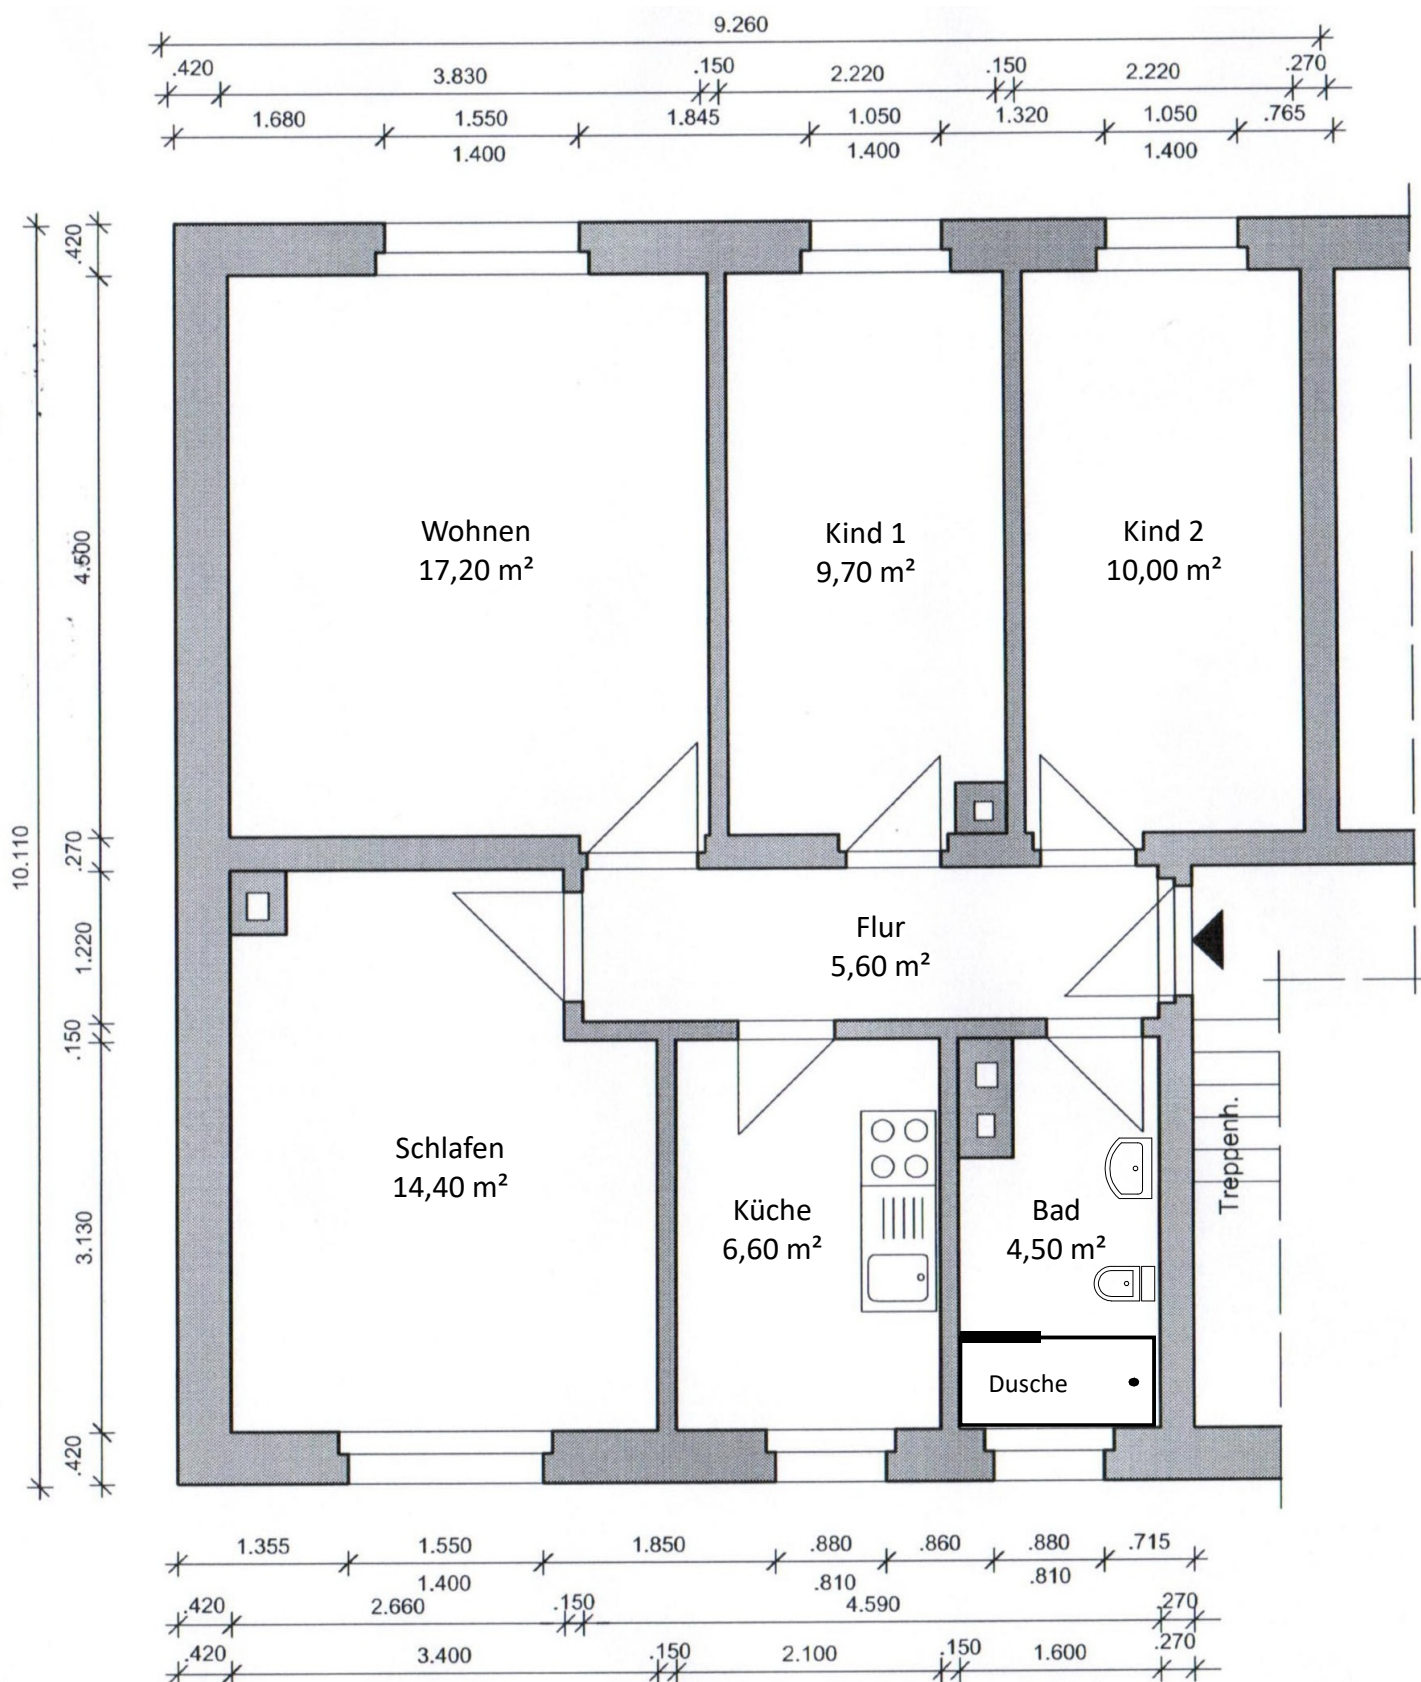 9.260
.420 3.830 .150 2.220 .150 2.220 .270
1.680 1.550 1.845 1.050 1.320 1.050 .765
1.400 1.400 1.400
.420
4.500
.270
10.110
1.220
.150
3.130
.420
Wohnen
17,20 m²
Kind 1
9,70 m²
Kind 2
10,00 m²
Flur
5,60 m²
Schlafen
14,40 m²
Küche
6,60 m²
Bad
4,50 m²
Dusche
Treppenh.
1.355 1.550 1.850 .880 .860 .880 .715
1.400 .810 .810
.420 2.660 .150 4.590 .270
.420 3.400 .150 2.100 .150 1.600 .270